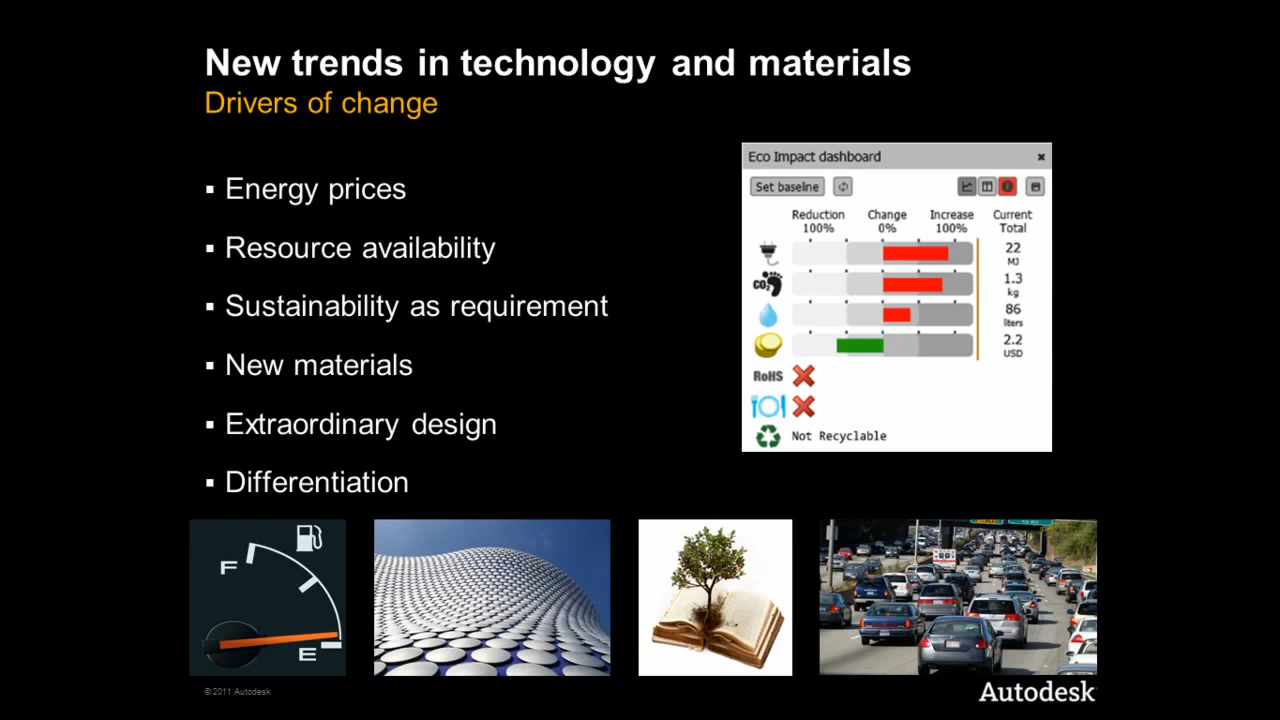 New trends in technology and materials
Drivers of change
▪ Energy prices
▪ Resource availability
▪ Sustainability as requirement
▪ New materials
▪ Extraordinary design
▪ Differentiation
Eco Impact dashboard
Set baseline
Reduction Change Increase Current
100% 0% 100% Total
22
MJ
CO2
1.3
kg
86
liters
2.2
USD
RoHS
Not Recyclable
F
E
© 2011 Autodesk
Autodesk